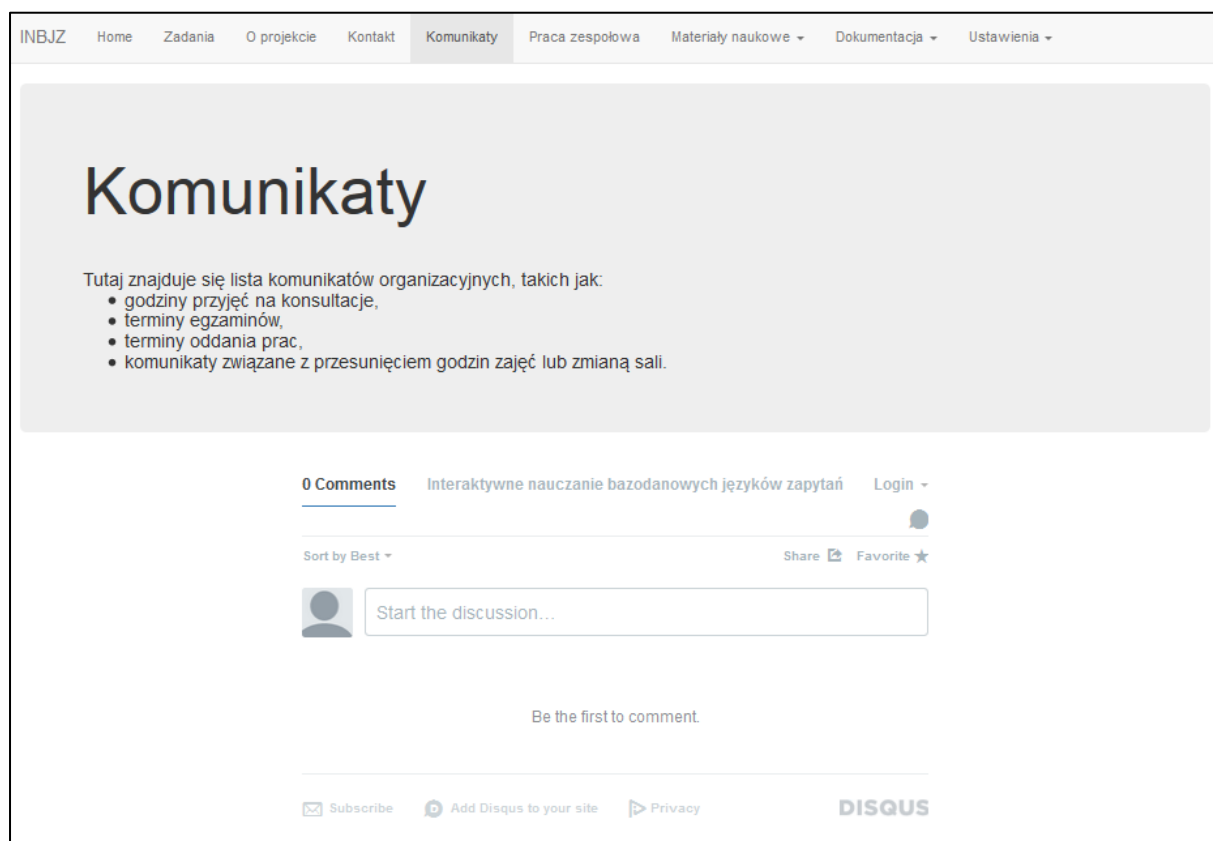 INBJZ Home Zadania O projekcie Kontakt Komunikaty Praca zespołowa Materiały naukowe Dokumentacja Ustawienia
Komunikaty
Tutaj znajduje się lista komunikatów organizacyjnych, takich jak:
• godziny przyjęć na konsultacje,
• terminy egzaminów,
• terminy oddania prac,
• komunikaty związane z przesunięciem godzin zajęć lub zmianą sali.
0 Comments Interaktywne nauczanie bazodanowych języków zapytań Login
Sort by Best Share Favorite
Start the discussion...
Be the first to comment.
Subscribe Add Disqus to your site Privacy DISQUS